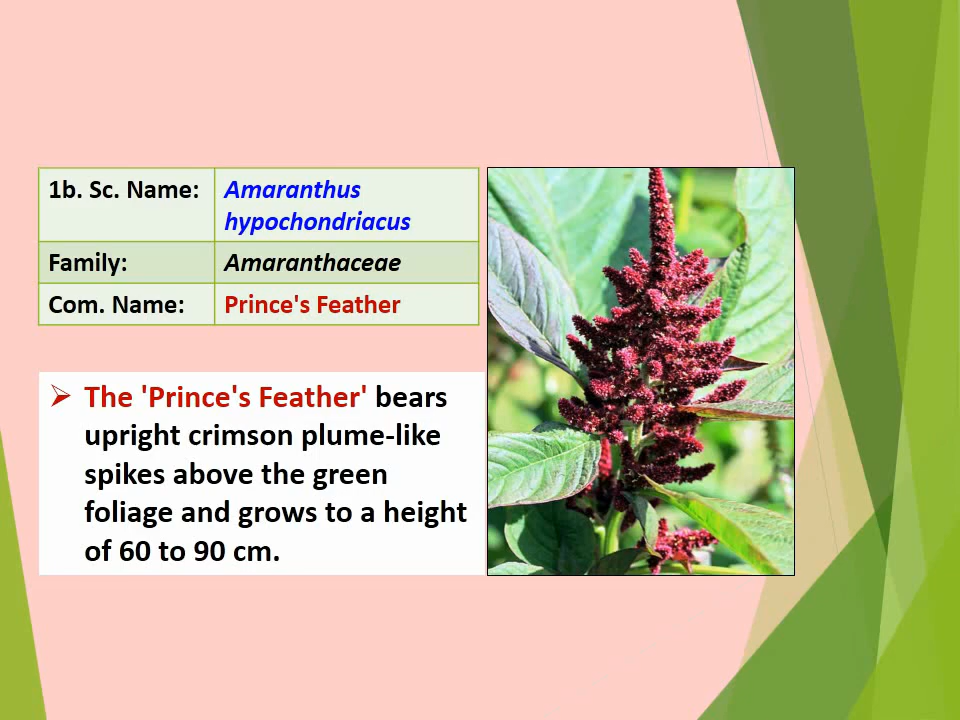 1b. Sc. Name: Amaranthus
hypochondriacus
Family: Amaranthaceae
Com. Name: Prince's Feather
➢ The 'Prince's Feather' bears
upright crimson plume-like
spikes above the green
foliage and grows to a height
of 60 to 90 cm.